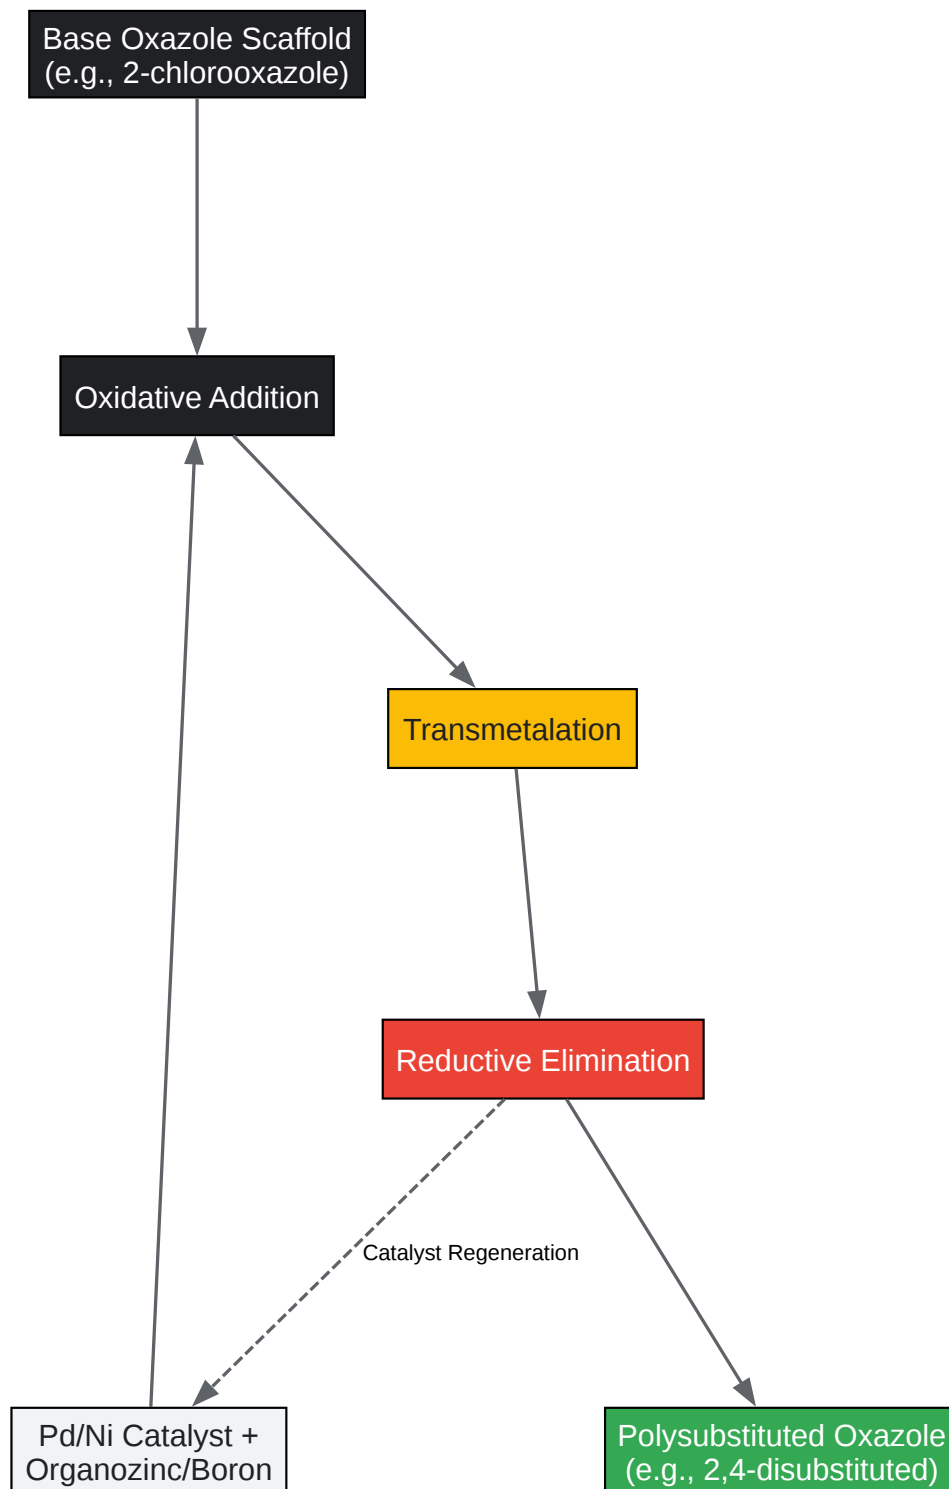 Base Oxazole Scaffold
(e.g., 2-chlorooxazole)
Oxidative Addition
Transmetalation
Reductive Elimination
Catalyst Regeneration
Pd/Ni Catalyst +
Organozinc/Boron
Polysubstituted Oxazole
(e.g., 2,4-disubstituted)